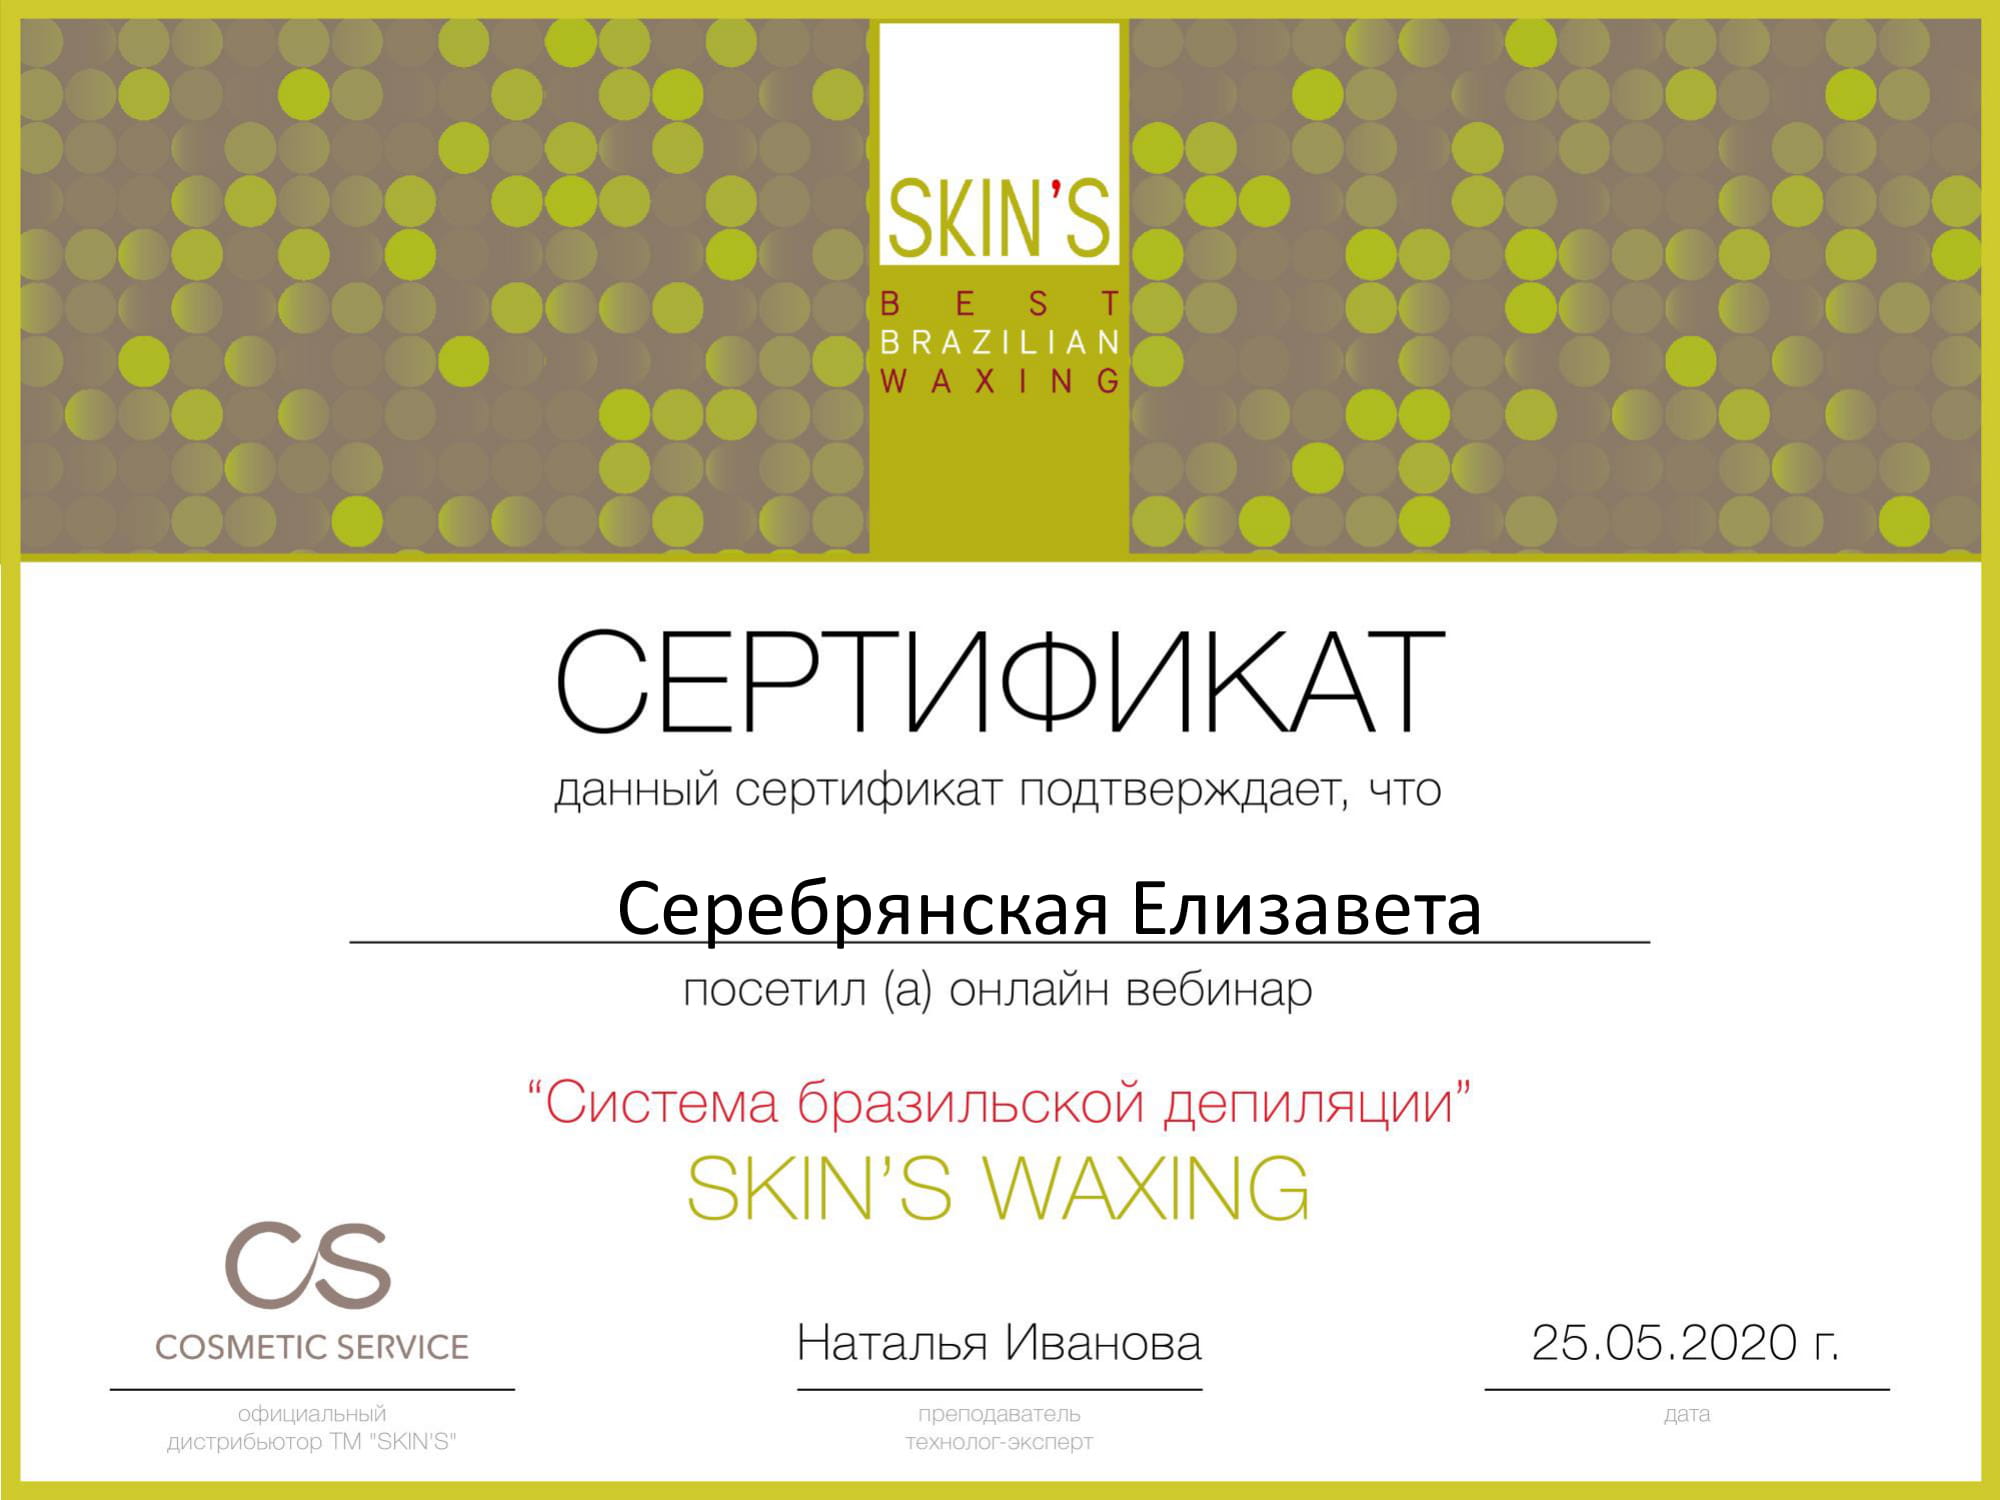 SKIN'S
BEST
BRAZILIAN
WAXING
СЕРТИФИКАТ
данный сертификат подтверждает, что
Серебрянская Елизавета
посетил (а) онлайн вебинар
“Система бразильской депиляции”
SKIN’S WAXING
CS
COSMETIC SERVICE
официальный
дистрибьютор ТМ "SKIN'S"
Наталья Иванова
преподаватель
технолог-эксперт
25.05.2020 г.
дата